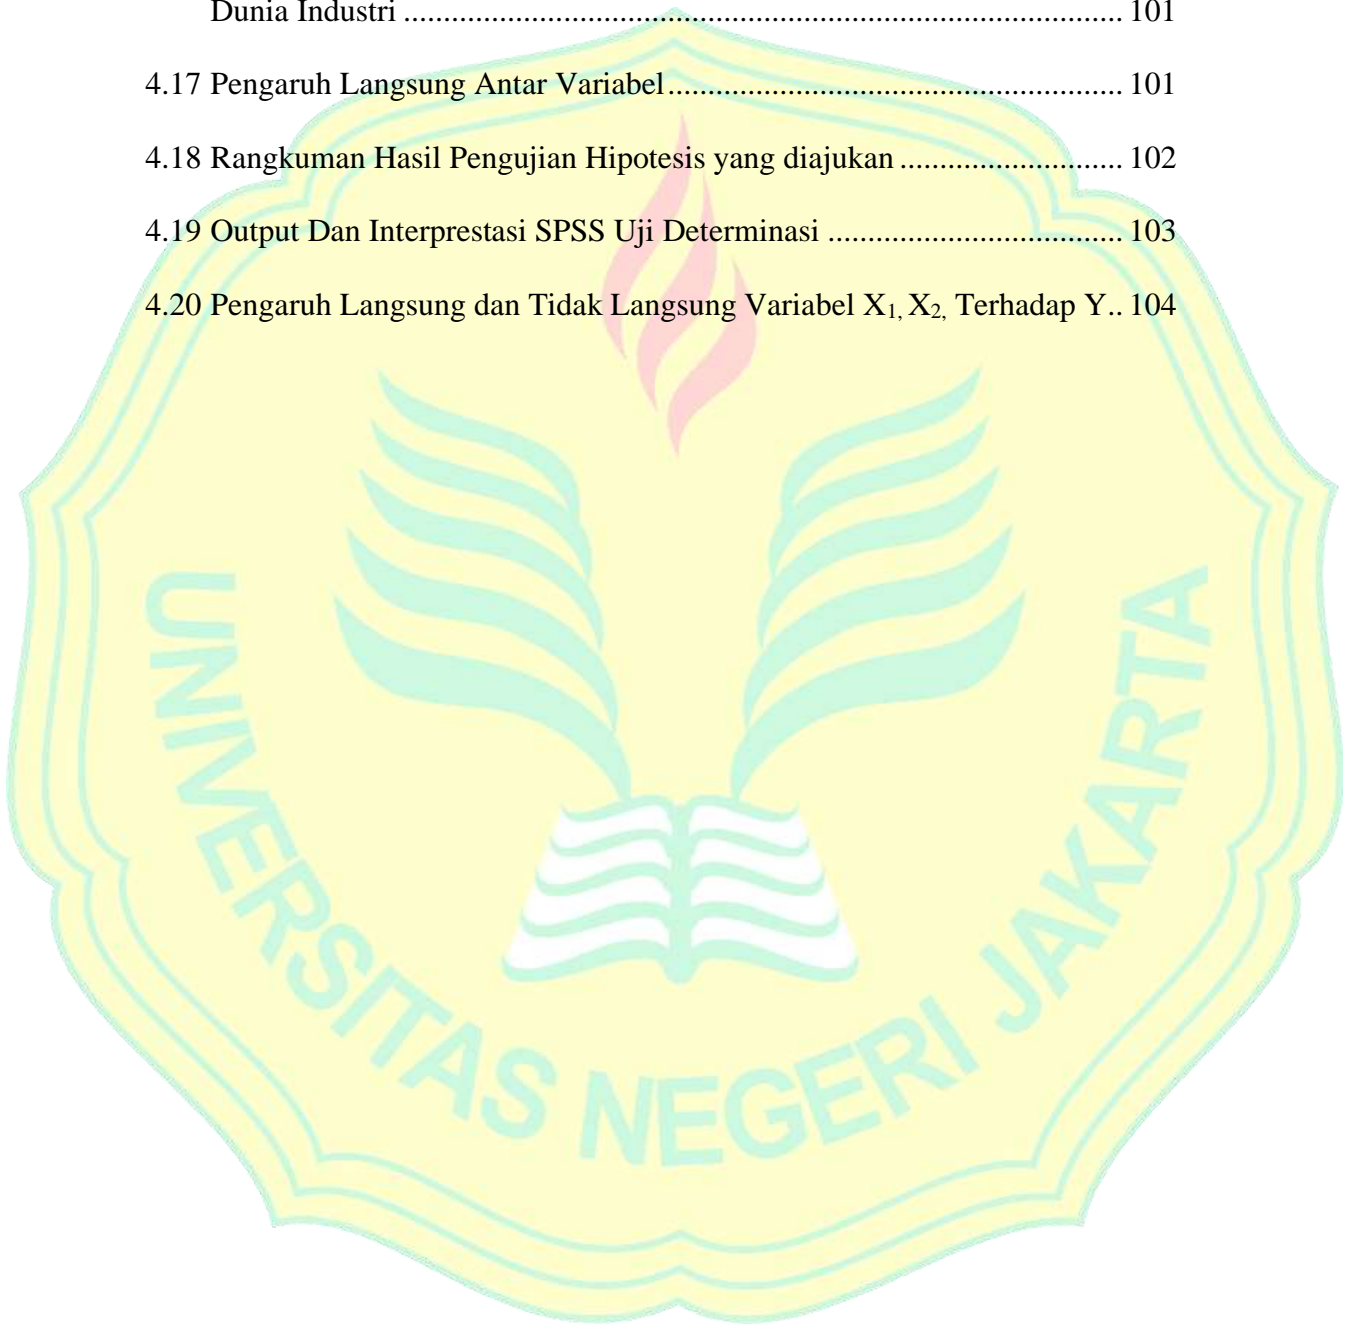 Dunia Industri ........................................................................................ 101
4.17 Pengaruh Langsung Antar Variabel........................................................ 101
4.18 Rangkuman Hasil Pengujian Hipotesis yang diajukan ........................... 102
4.19 Output Dan Interprestasi SPSS Uji Determinasi .................................... 103
4.20 Pengaruh Langsung dan Tidak Langsung Variabel X₁, X₂, Terhadap Y.. 104
UNIVERSITAS NEGERI JAKARTA